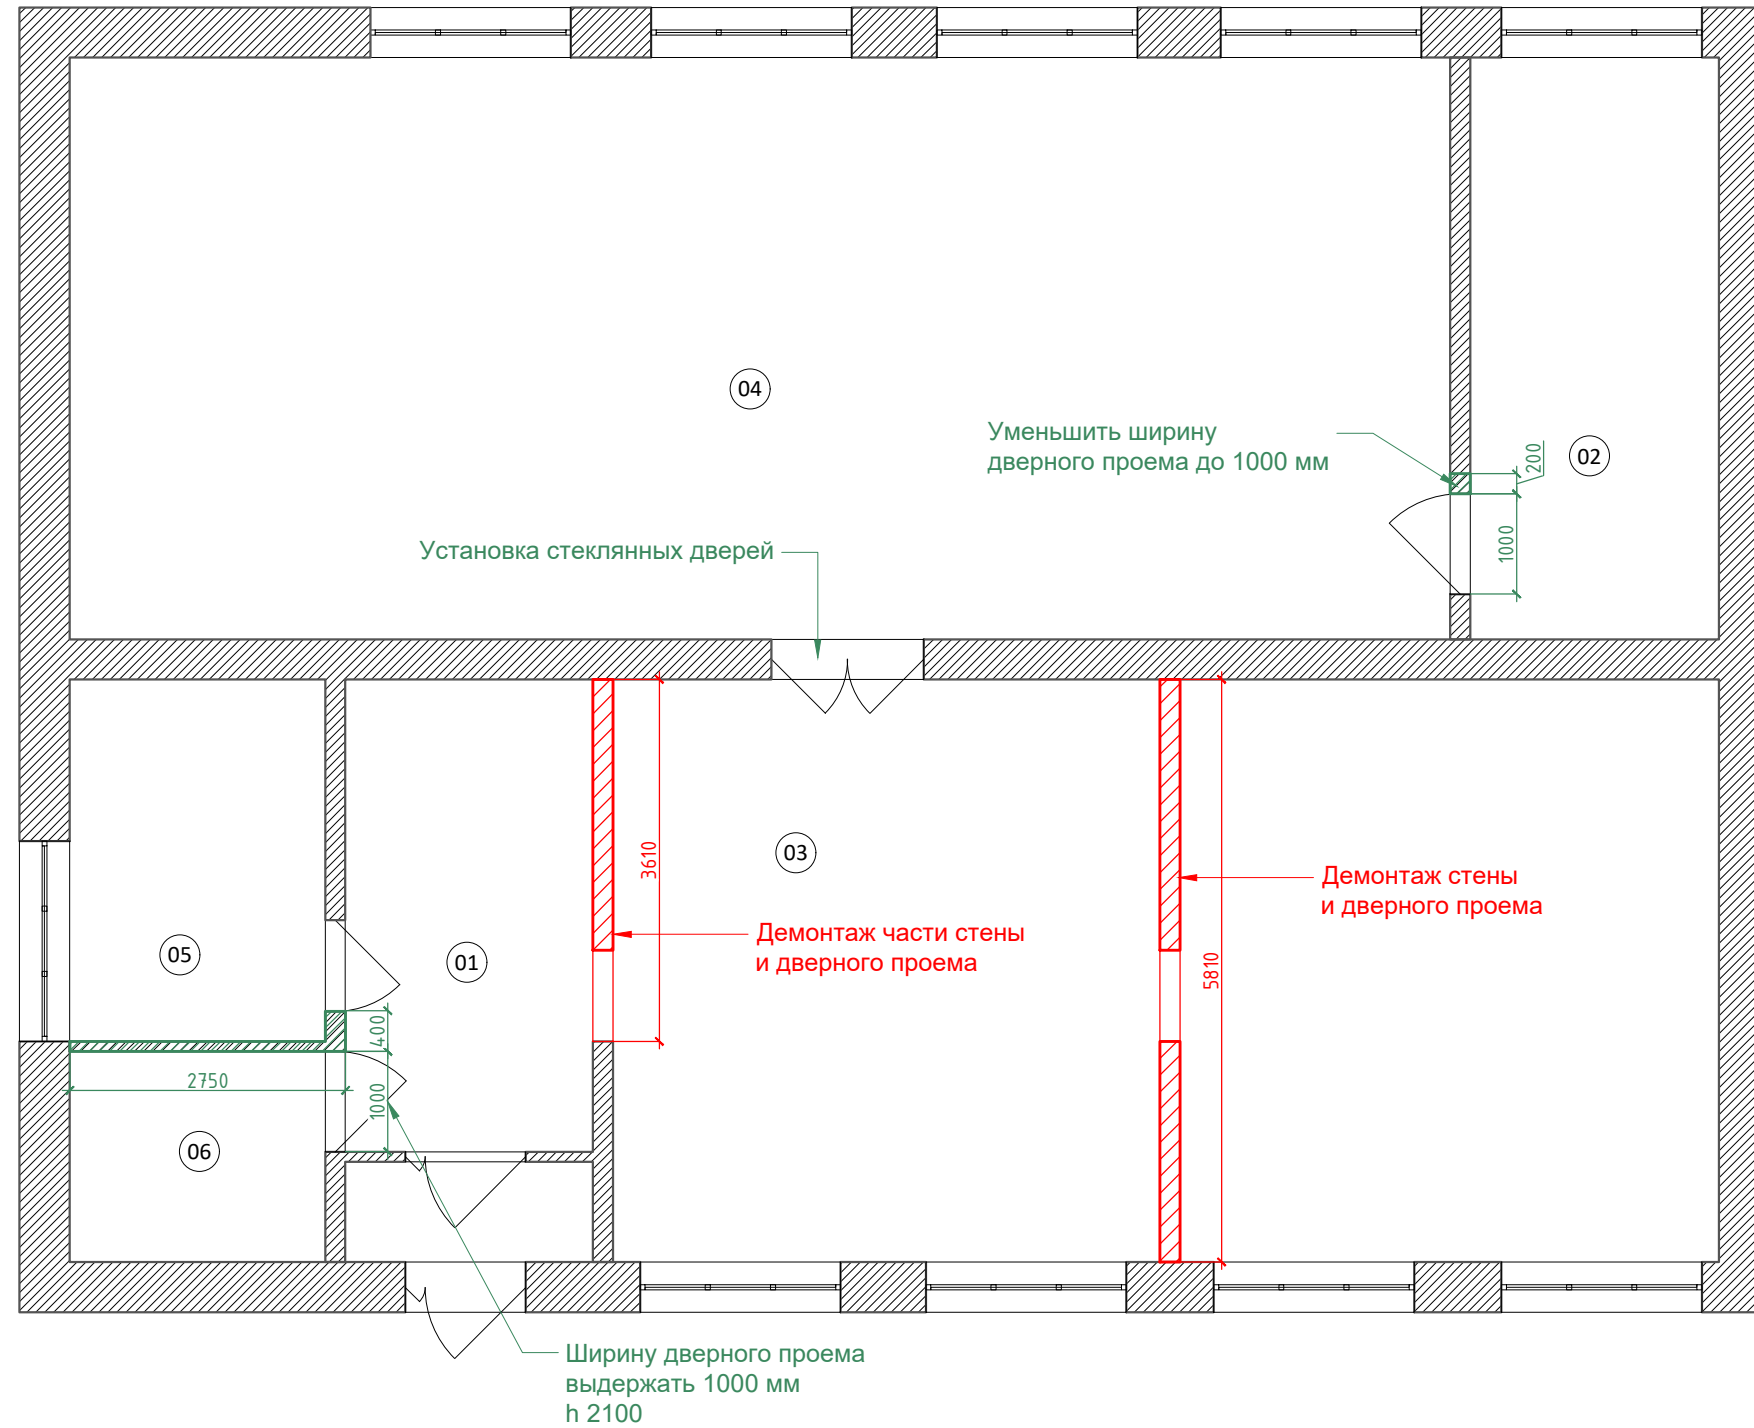 04
Уменьшить ширину
дверного проема до 1000 мм
200
02
1000
Установка стеклянных дверей
3610
03
Демонтаж стены
и дверного проема
Демонтаж части стены
и дверного проема
05
01
5810
400
2750
1000
06
Ширину дверного проема
выдержать 1000 мм
h 2100